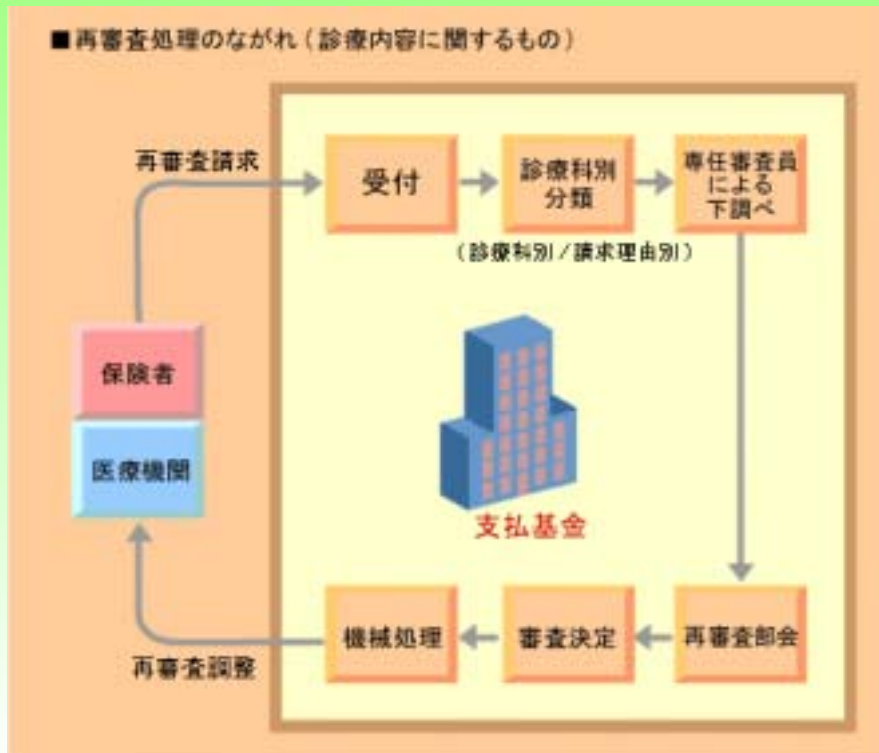 ■再審査処理のながれ（診療内容に関するもの）
再審査請求
受付
診療科別
分類
専任審査員
による
下調べ
（診療科別/請求理由別）
保険者
医療機関
支払基金
機械処理
審査決定
再審査部会
再審査調整